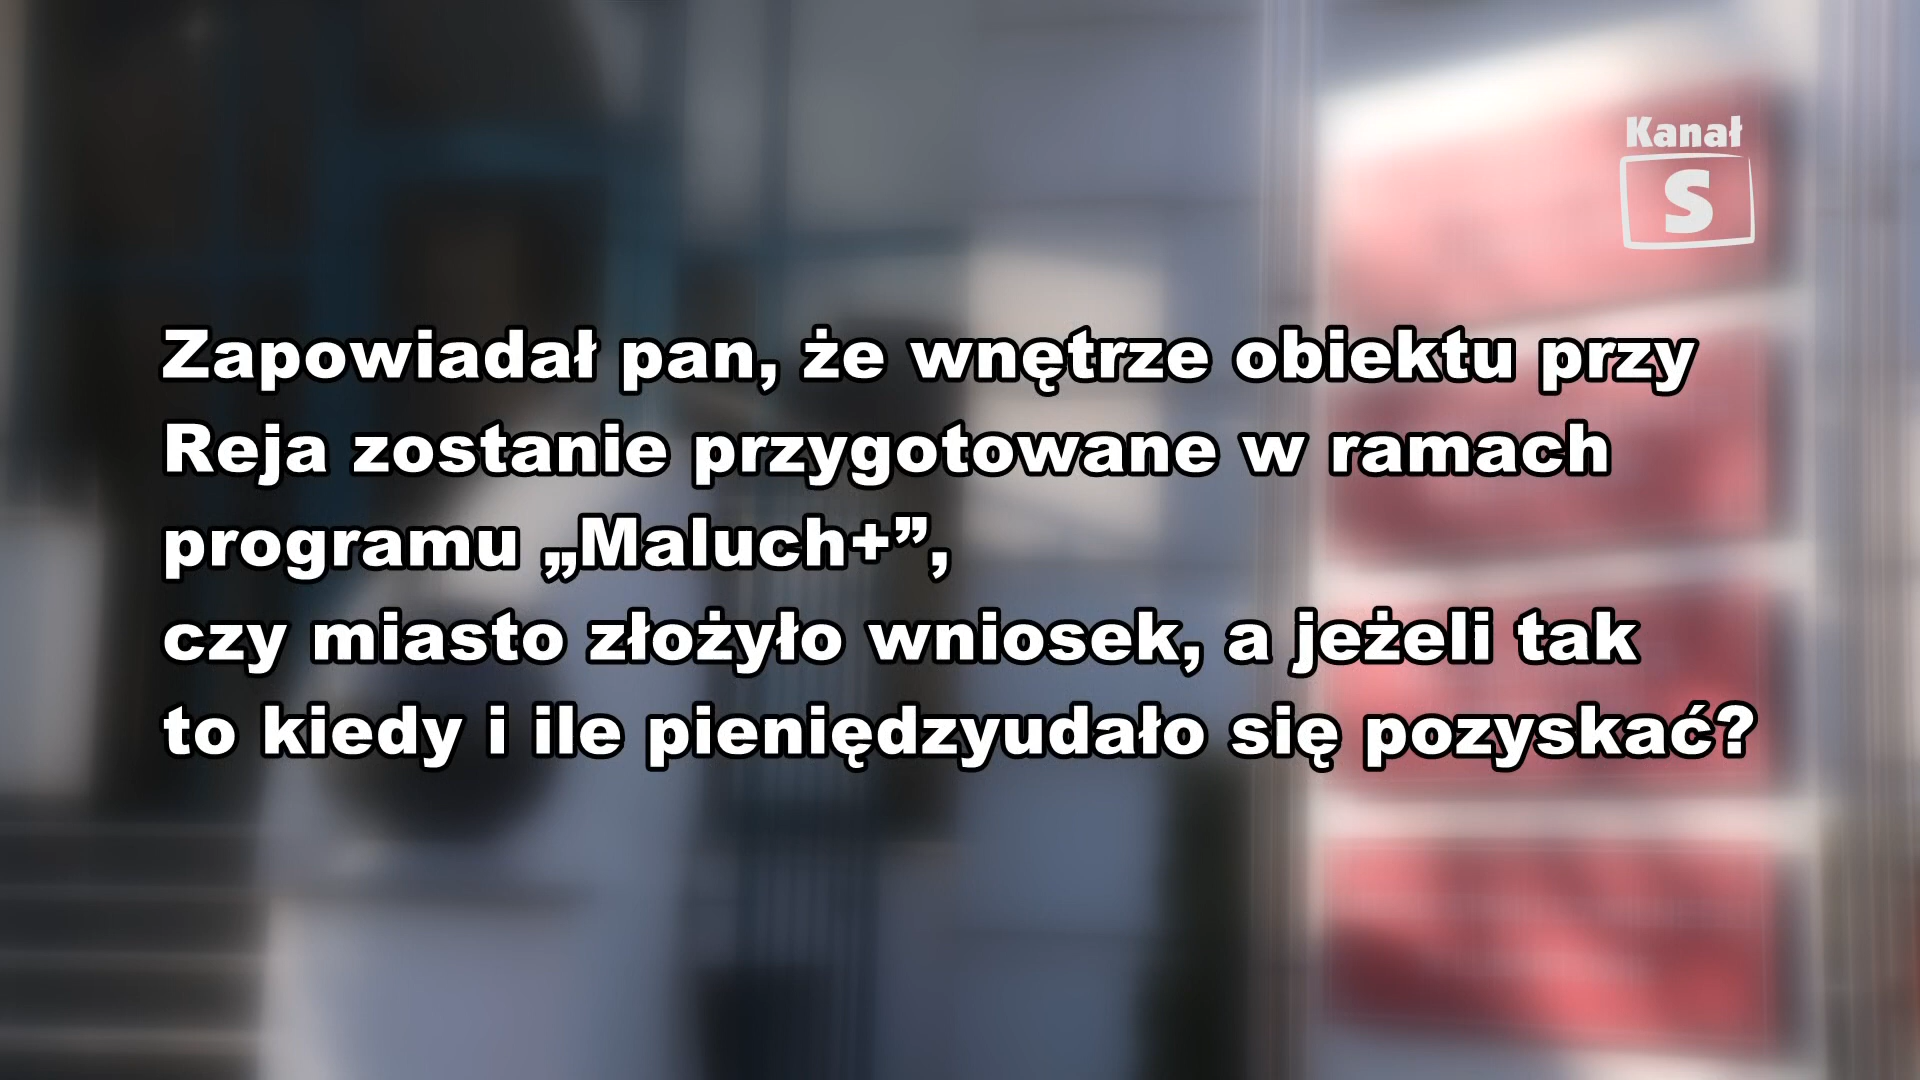 Kanał
S
Zapowiadał pan, że wnętrze obiektu przy
Reja zostanie przygotowane w ramach
programu „Maluch+”,
czy miasto złożyło wniosek, a jeżeli tak
to kiedy i ile pieniędzyudało się pozyskać?